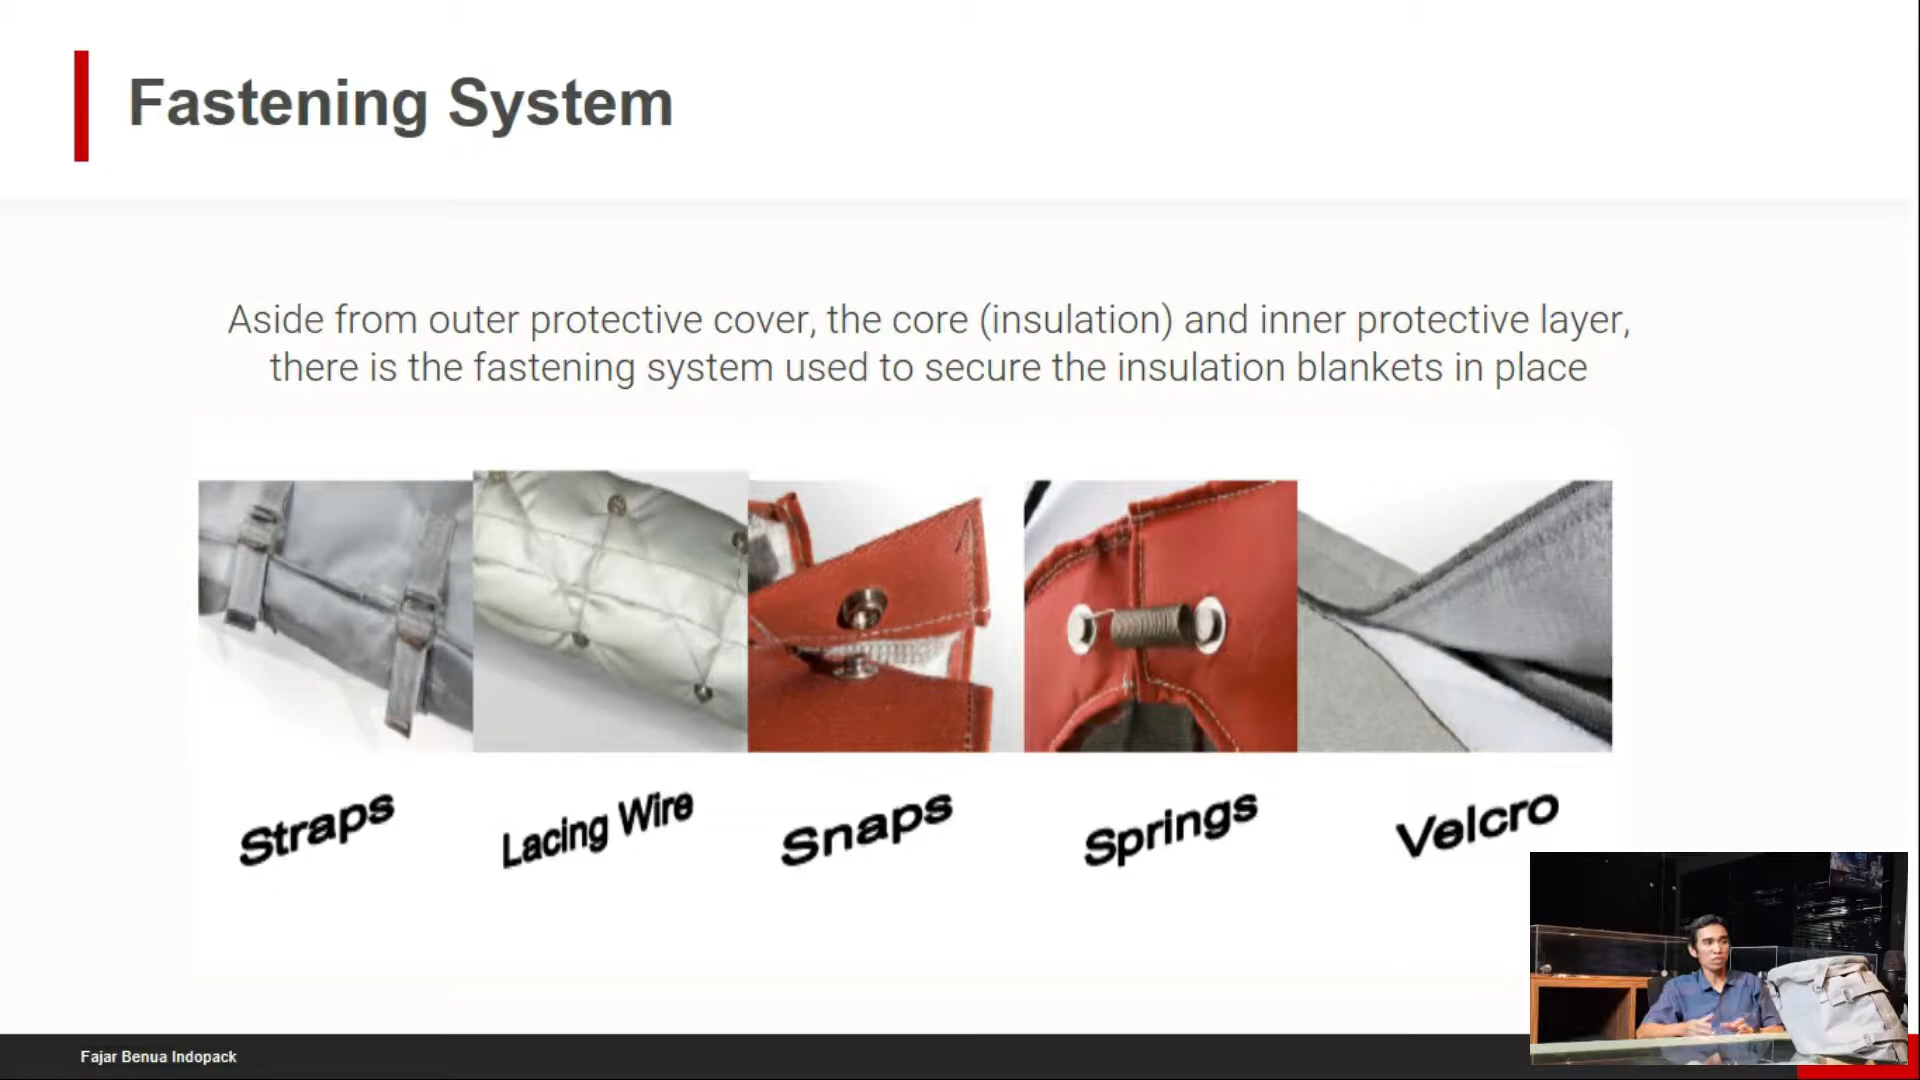 Fastening System
Aside from outer protective cover, the core (insulation) and inner protective layer,
there is the fastening system used to secure the insulation blankets in place
Straps
Lacing Wire
Snaps
Springs
Velcro
Fajar Benua Indopack